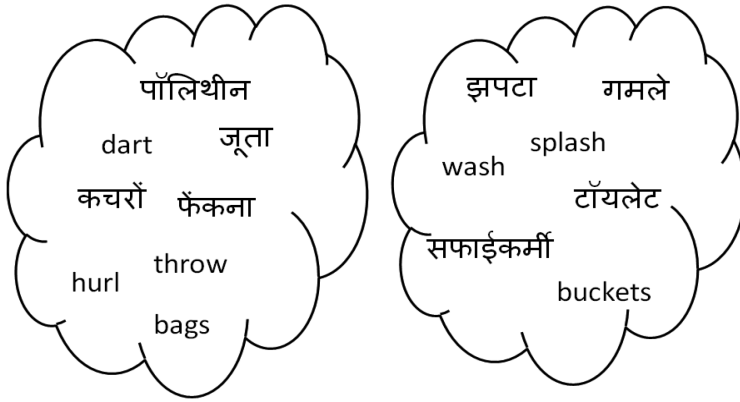 पॉलिथीन
dart जूता
कचरों फेंकना
hurl throw
bags
झपटा गमले
wash splash
टॉयलेट
सफाईकर्मी
buckets